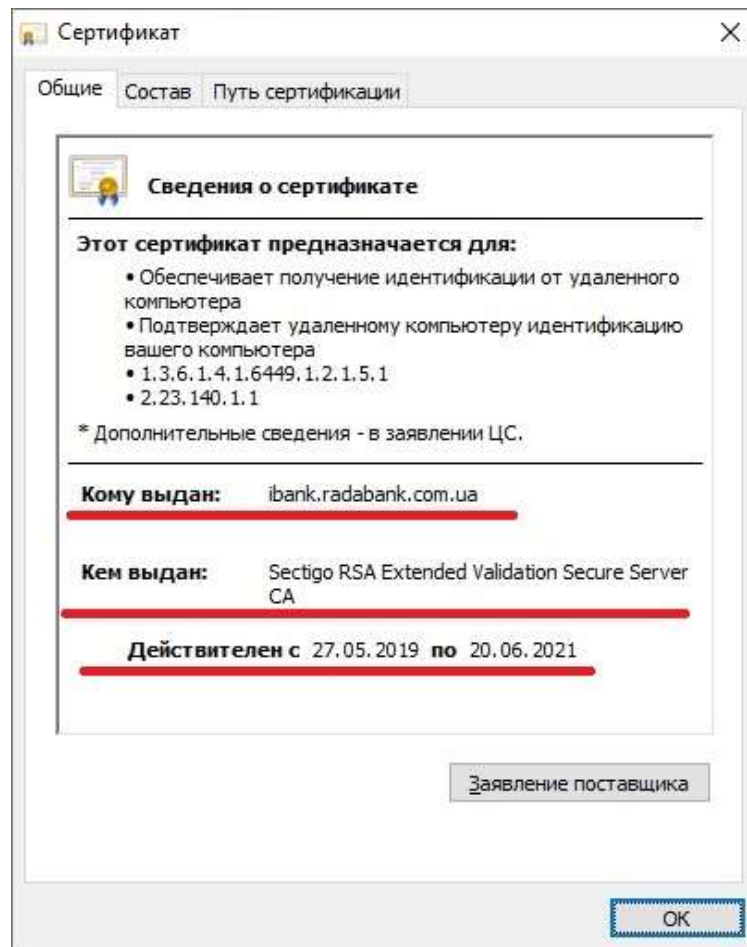 Сертификат
Общие Состав Путь сертификации
Сведения о сертификате
Этот сертификат предназначается для:
• Обеспечивает получение идентификации от удаленного
компьютера
• Подтверждает удаленному компьютеру идентификацию
вашего компьютера
• 1.3.6.1.4.1.6449.1.2.1.5.1
• 2.23.140.1.1
* Дополнительные сведения - в заявлении ЦС.
Кому выдан: ibank.radabank.com.ua
Кем выдан: Sectigo RSA Extended Validation Secure Server
CA
Действителен с 27.05.2019 по 20.06.2021
Заявление поставщика
ОК